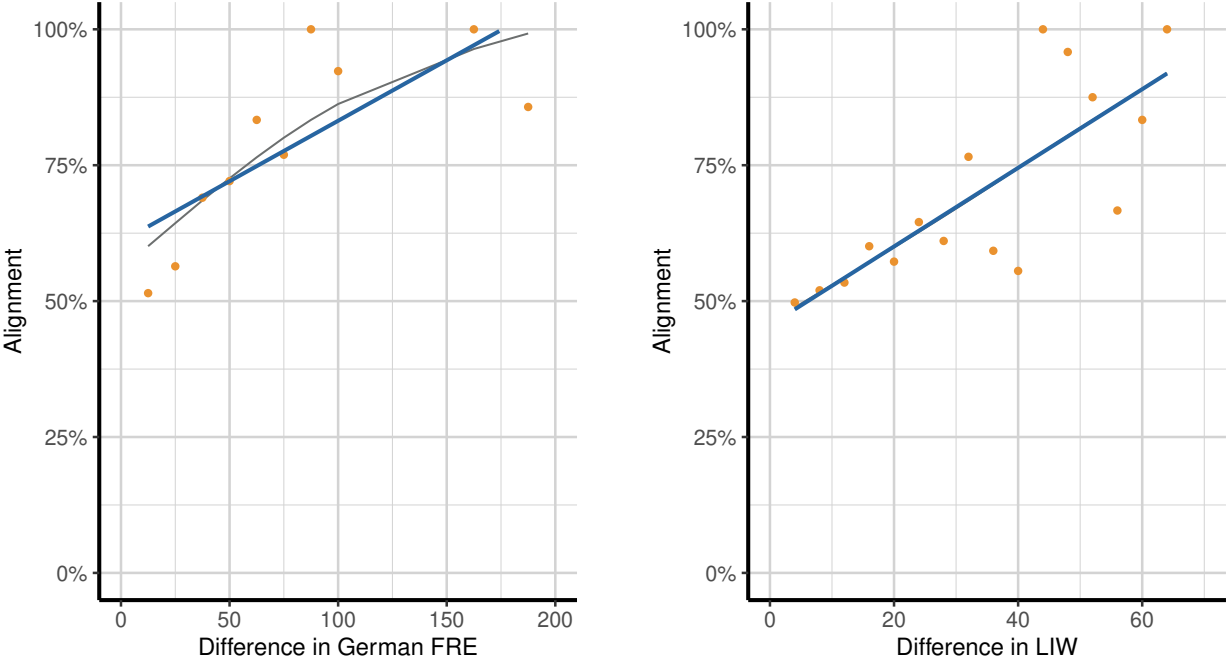 100%
75%
50%
25%
0%
Alignment
0 50 100 150 200
Difference in German FRE
100%
75%
50%
25%
0%
Alignment
0 20 40 60
Difference in LIW